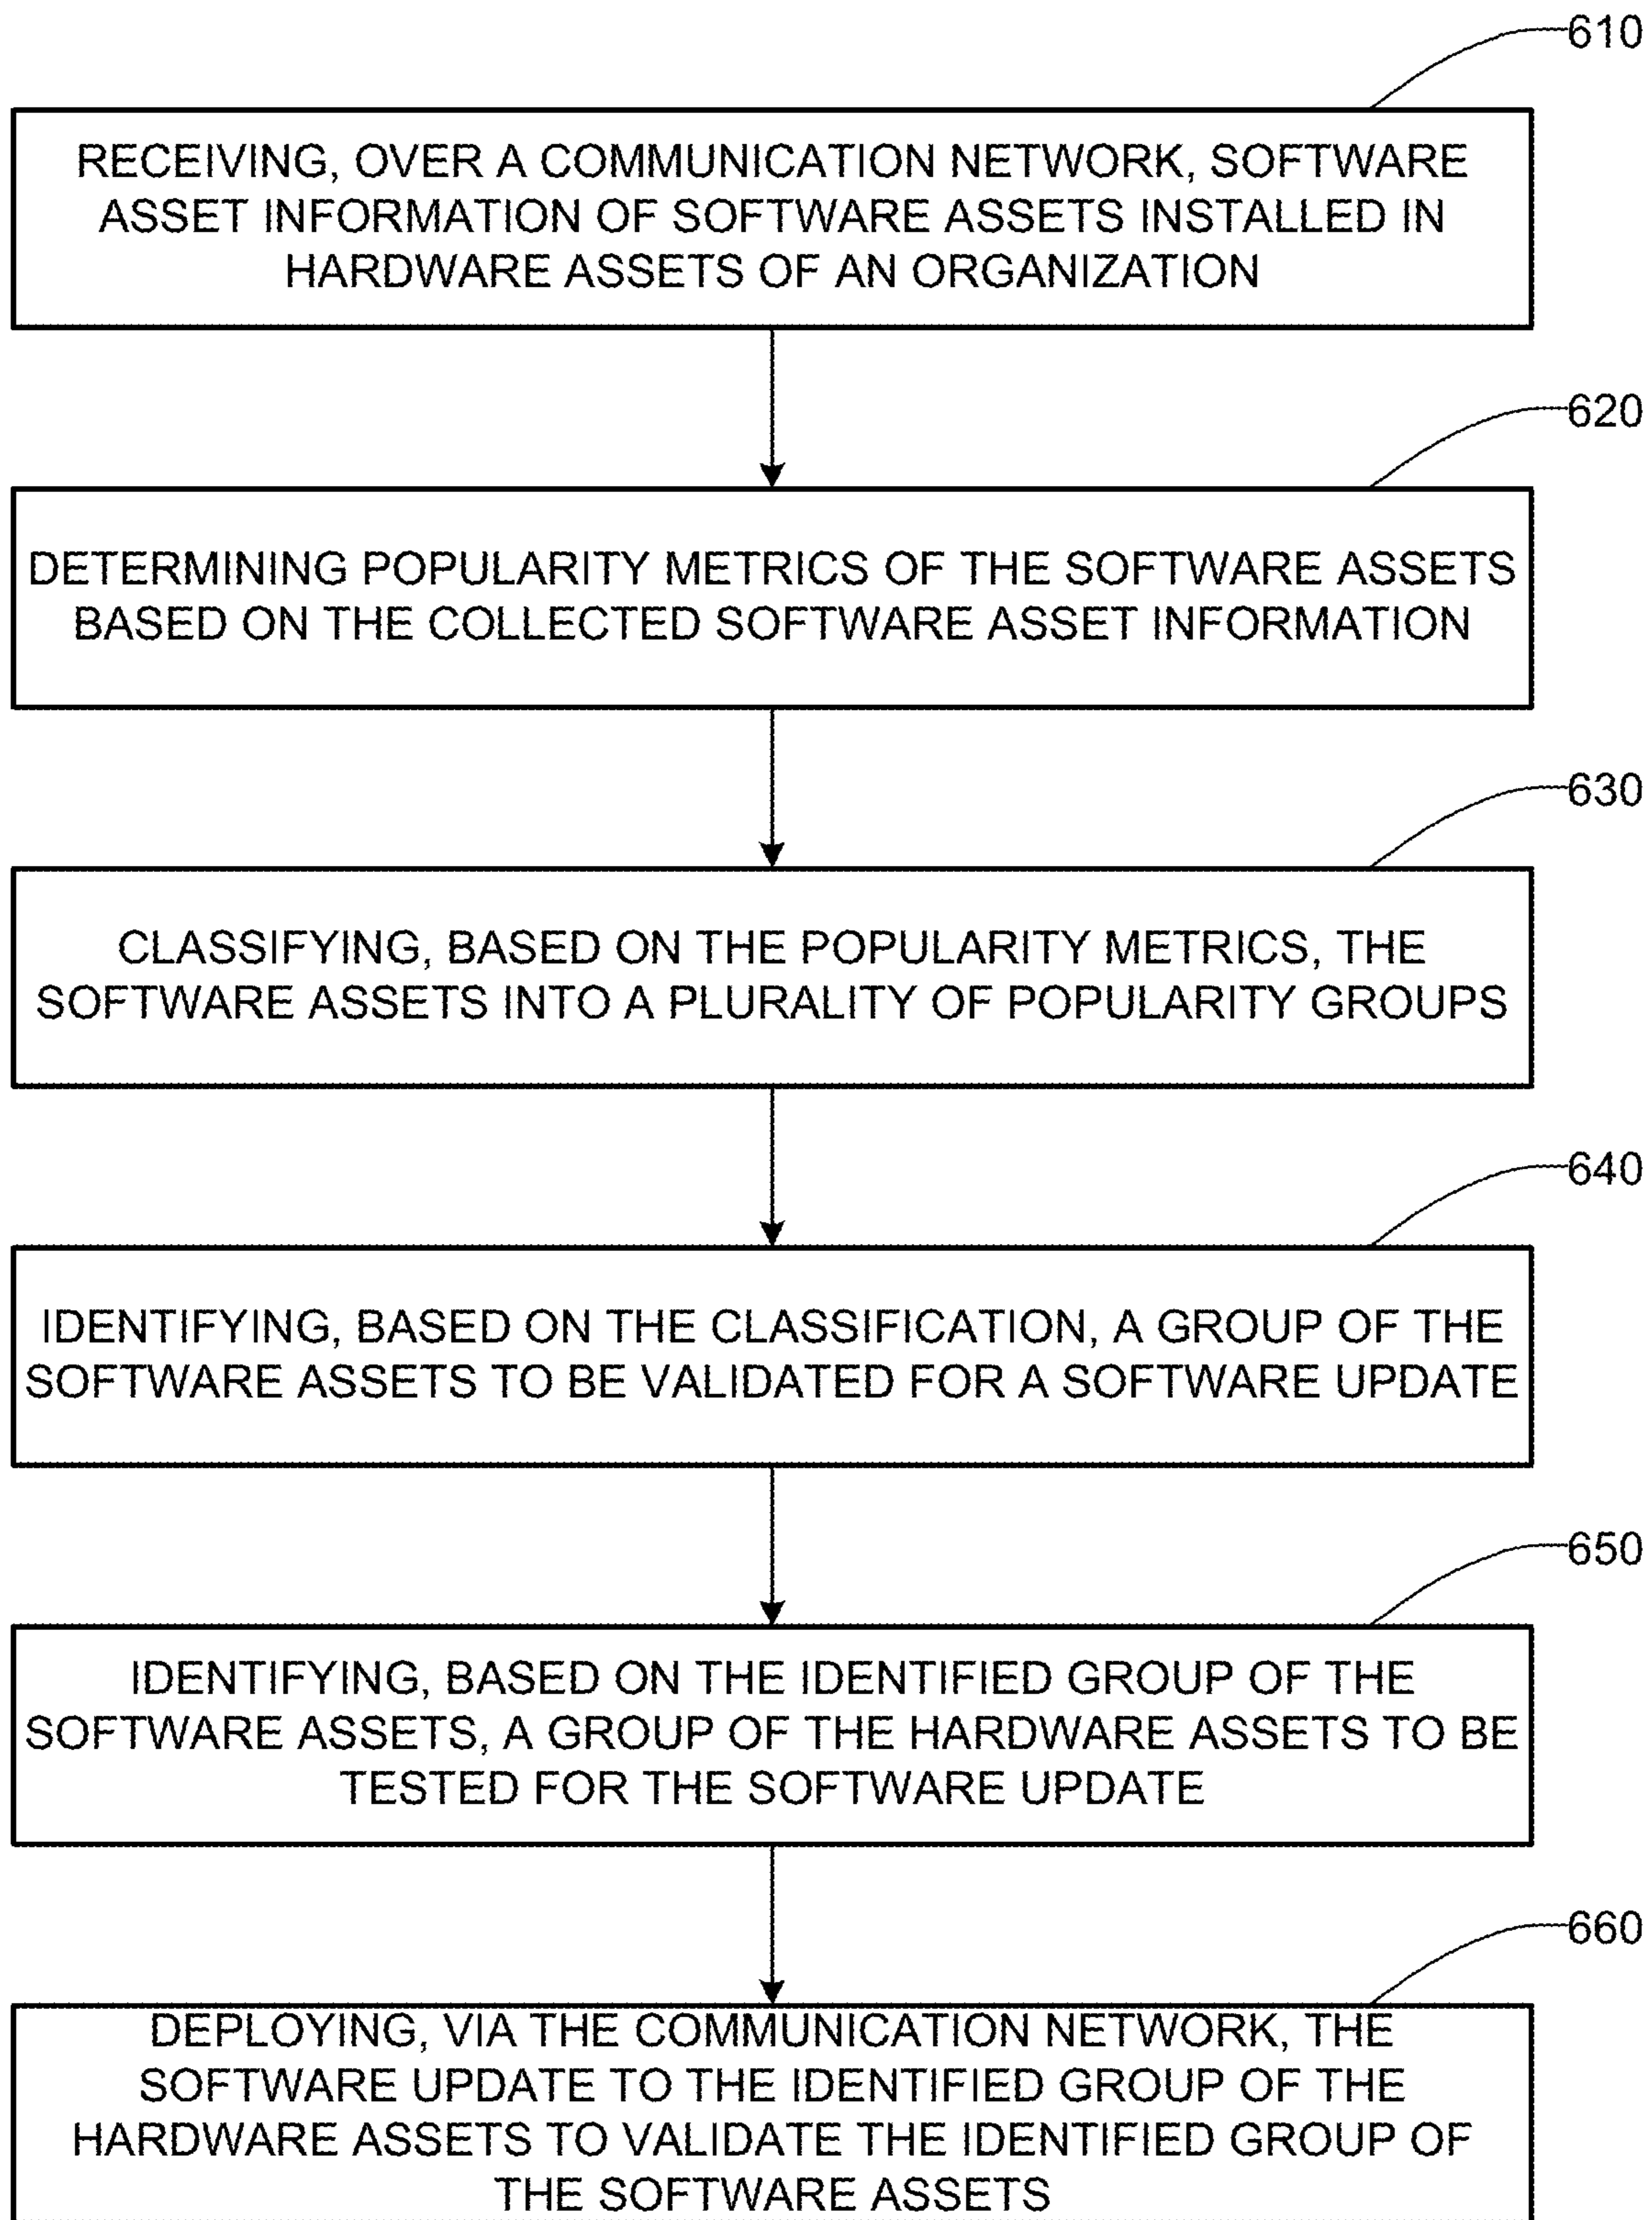 610
RECEIVING, OVER A COMMUNICATION NETWORK, SOFTWARE
ASSET INFORMATION OF SOFTWARE ASSETS INSTALLED IN
HARDWARE ASSETS OF AN ORGANIZATION
620
DETERMINING POPULARITY METRICS OF THE SOFTWARE ASSETS
BASED ON THE COLLECTED SOFTWARE ASSET INFORMATION
630
CLASSIFYING, BASED ON THE POPULARITY METRICS, THE
SOFTWARE ASSETS INTO A PLURALITY OF POPULARITY GROUPS
640
IDENTIFYING, BASED ON THE CLASSIFICATION, A GROUP OF THE
SOFTWARE ASSETS TO BE VALIDATED FOR A SOFTWARE UPDATE
650
IDENTIFYING, BASED ON THE IDENTIFIED GROUP OF THE
SOFTWARE ASSETS, A GROUP OF THE HARDWARE ASSETS TO BE
TESTED FOR THE SOFTWARE UPDATE
660
DEPLOYING, VIA THE COMMUNICATION NETWORK, THE
SOFTWARE UPDATE TO THE IDENTIFIED GROUP OF THE
HARDWARE ASSETS TO VALIDATE THE IDENTIFIED GROUP OF
THE SOFTWARE ASSETS